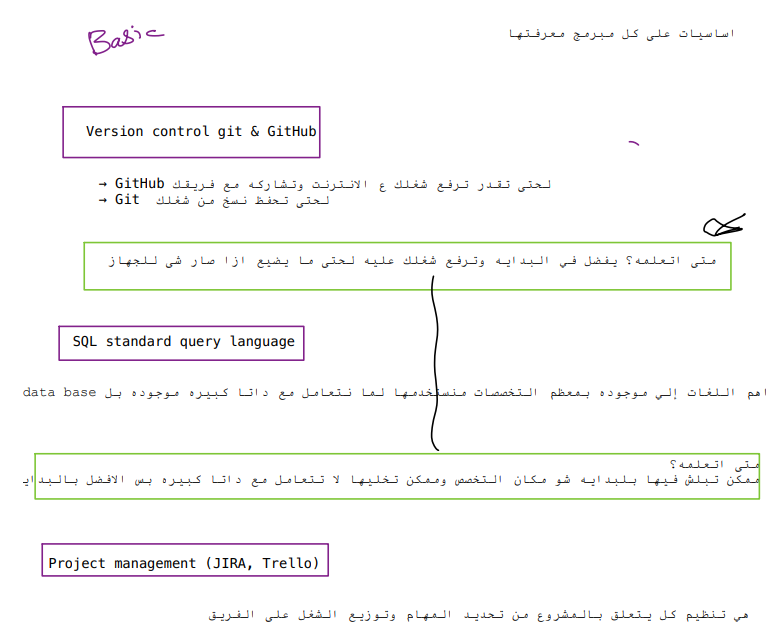 Basic
اساسيات على كل مبرمج معرفتها
Version control git & GitHub
→ GitHub لحتى تقدر ترفع شغلك ع الانترنت وتشاركه مع فريقك
→ Git لحتى تحفظ نسخ من شغلك
متى اتعلمه؟ يفضل في البدايه وترفع شغلك عليه لحتى ما يضيع ازا صار شى للجهاز
SQL standard query language
اهم اللغات إلي موجوده بمعظم التخصصات منستخدمها لما نتعامل مع داتا كبيره موجوده بل data base
متى اتعلمه؟
ممكن تبلش فيها بلبدايه شو مكان التخصص وممكن تخليها لا تتعامل مع داتا كبيره بس الافضل بالبداي
Project management (JIRA, Trello)
هي تنظيم كل يتعلق بالمشروع من تحديد المهام وتوزيع الشغل على الفريق